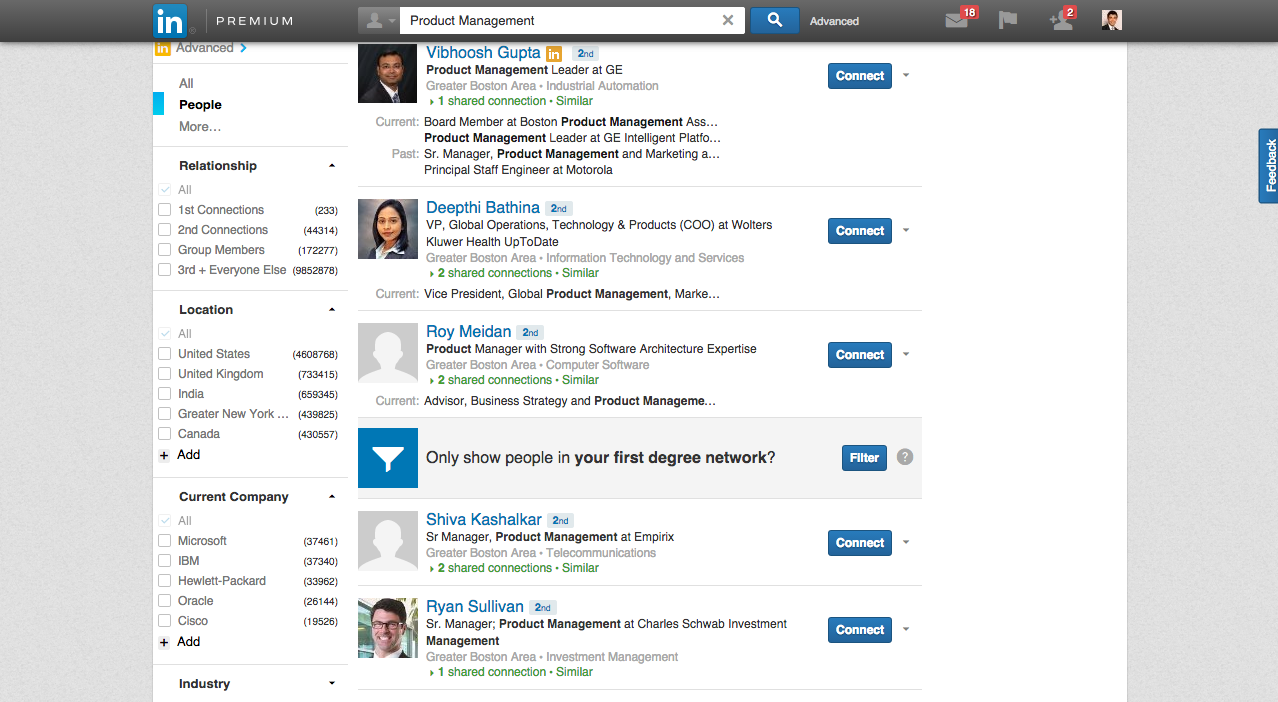 in PREMIUM Product Management Advanced 18 2
in Advanced
All
People
More…
Relationship
All
1st Connections (233)
2nd Connections (44314)
Group Members (172277)
3rd + Everyone Else (9852878)
Location
All
United States (4608768)
United Kingdom (733415)
India (659345)
Greater New York ... (439825)
Canada (430557)
+ Add
Current Company
All
Microsoft (37461)
IBM (37340)
Hewlett-Packard (33962)
Oracle (26144)
Cisco (19526)
+ Add
Industry
Vibhoosh Gupta in 2nd
Product Management Leader at GE
Greater Boston Area • Industrial Automation
1 shared connection • Similar
Connect
Current: Board Member at Boston Product Management Ass…
Product Management Leader at GE Intelligent Platfo…
Past: Sr. Manager, Product Management and Marketing a…
Principal Staff Engineer at Motorola
Deepthi Bathina 2nd
VP, Global Operations, Technology & Products (COO) at Wolters
Kluwer Health UpToDate
Greater Boston Area • Information Technology and Services
2 shared connections • Similar
Connect
Current: Vice President, Global Product Management, Marke…
Roy Meidan 2nd
Product Manager with Strong Software Architecture Expertise
Greater Boston Area • Computer Software
2 shared connections • Similar
Connect
Current: Advisor, Business Strategy and Product Manageme…
Only show people in your first degree network? Filter ?
Shiva Kashalkar 2nd
Sr Manager, Product Management at Empirix
Greater Boston Area • Telecommunications
2 shared connections • Similar
Connect
Ryan Sullivan 2nd
Sr. Manager; Product Management at Charles Schwab Investment
Management
Greater Boston Area • Investment Management
1 shared connection • Similar
Connect
Feedback